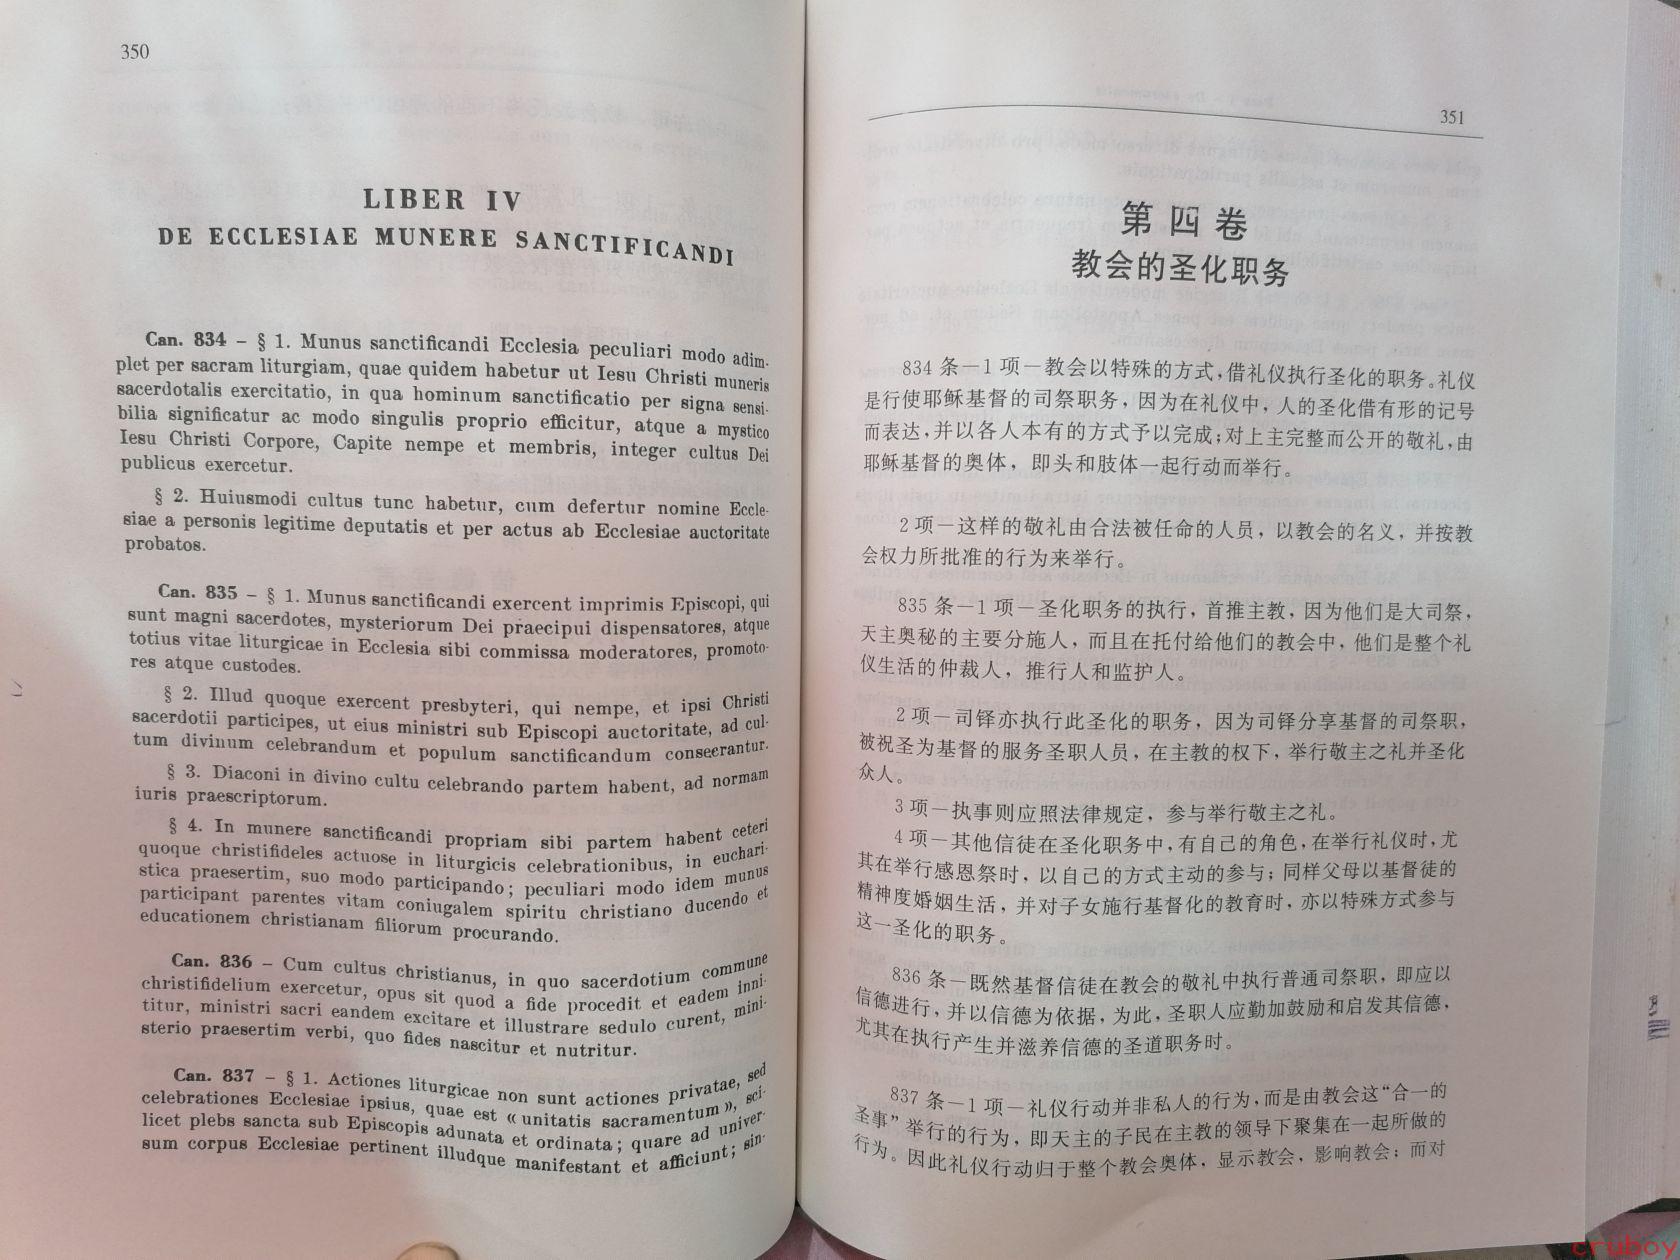 350
LIBER IV
DE ECCLESIAE MUNERE SANCTIFICANDI
Can. 834 – § 1. Munus sanctificandi Ecclesia peculiari modo adim-
plet per sacram liturgiam, quae quidem habetur ut Iesu Christi muneris
sacerdotalis exercitatio, in qua hominum sanctificatio per signa sensi-
bilia significatur ac modo singulis proprio efficitur, atque a mystico
Iesu Christi Corpore, Capite nempe et membris, integer cultus Dei
publicus exercetur.
§ 2. Huiusmodi cultus tunc habetur, cum defertur nomine Eccle-
siae a personis legitime deputatis et per actus ab Ecclesiae auctoritate
probatos.
Can. 835 – § 1. Munus sanctificandi exercent imprimis Episcopi, qui
sunt magni sacerdotes, mysteriorum Dei praecipui dispensatores, atque
totius vitae liturgicae in Ecclesia sibi commissa moderatores, promoto-
res atque custodes.
§ 2. Illud quoque exercent presbyteri, qui nempe, et ipsi Christi
sacerdotii participes, ut eius ministri sub Episcopi auctoritate, ad cul-
tum divinum celebrandum et populum sanctificandum consecrantur.
§ 3. Diaconi in divino cultu celebrando partem habent, ad normam
iuris praescriptorum.
§ 4. In munere sanctificandi propriam sibi partem habent ceteri
quoque christifideles actuose in liturgicis celebrationibus, in euchari-
stica praesertim, suo modo participando; peculiari modo idem munus
participant parentes vitam coniugalem spiritu christiano ducendo et
educationem christianam filiorum procurando.
Can. 836 – Cum cultus christianus, in quo sacerdotium commune
christifidelium exercetur, opus sit quod a fide procedit et eadem inni-
titur, ministri sacri eandem excitare et illustrare sedulo curent, mini-
sterio praesertim verbi, quo fides nascitur et nutritur.
Can. 837 – § 1. Actiones liturgicae non sunt actiones privatae, sed
celebrationes Ecclesiae ipsius, quae est « unitatis sacramentum », sci-
licet plebs sancta sub Episcopis adunata et ordinata; quare ad univer-
sum corpus Ecclesiae pertinent illudque manifestant et afficiunt; sin-
351
第四卷
教会的圣化职务
834 条－1 项－教会以特殊的方式，借礼仪执行圣化的职务。礼仪
是行使耶稣基督的司祭职务，因为在礼仪中，人的圣化借有形的记号
而表达，并以各人本有的方式予以完成；对上主完整而公开的敬礼，由
耶稣基督的奥体，即头和肢体一起行动而举行。
2 项－这样的敬礼由合法被任命的人员，以教会的名义，并按教
会权力所批准的行为来举行。
835 条－1 项－圣化职务的执行，首推主教，因为他们是大司祭，
天主奥秘的主要分施人，而且在托付给他们的教会中，他们是整个礼
仪生活的仲裁人，推行人和监护人。
2 项－司铎亦执行此圣化的职务，因为司铎分享基督的司祭职，
被祝圣为基督的服务圣职人员，在主教的权下，举行敬主之礼并圣化
众人。
3 项－执事则应照法律规定，参与举行敬主之礼。
4 项－其他信徒在圣化职务中，有自己的角色，在举行礼仪时，尤
其在举行感恩祭时，以自己的方式主动的参与；同样父母以基督徒的
精神度婚姻生活，并对子女施行基督化的教育时，亦以特殊方式参与
这一圣化的职务。
836 条－既然基督信徒在教会的敬礼中执行普通司祭职，即应以
信德进行，并以信德为依据，为此，圣职人应勤加鼓励和启发其信德，
尤其在执行产生并滋养信德的圣道职务时。
837 条－1 项－礼仪行动并非私人的行为，而是由教会这“合一的
圣事”举行的行为，即天主的子民在主教的领导下聚集在一起所做的
行为。因此礼仪行动归于整个教会奥体，显示教会，影响教会；而对
cruboy